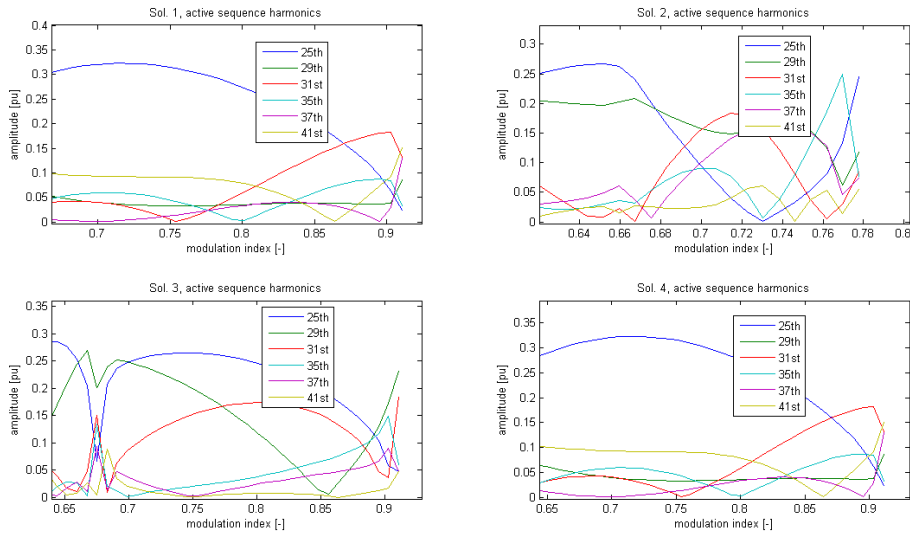 Sol. 1, active sequence harmonics
amplitude [pu]
0.4
0.35
0.3
0.25
0.2
0.15
0.1
0.05
0
25th
29th
31st
35th
37th
41st
0.7 0.75 0.8 0.85 0.9
modulation index [-]
Sol. 2, active sequence harmonics
amplitude [pu]
0.3
0.25
0.2
0.15
0.1
0.05
0
25th
29th
31st
35th
37th
41st
0.64 0.66 0.68 0.7 0.72 0.74 0.76 0.78 0.8
modulation index [-]
Sol. 3, active sequence harmonics
amplitude [pu]
0.35
0.3
0.25
0.2
0.15
0.1
0.05
0
25th
29th
31st
35th
37th
41st
0.65 0.7 0.75 0.8 0.85 0.9
modulation index [-]
Sol. 4, active sequence harmonics
amplitude [pu]
0.35
0.3
0.25
0.2
0.15
0.1
0.05
0
25th
29th
31st
35th
37th
41st
0.65 0.7 0.75 0.8 0.85 0.9
modulation index [-]